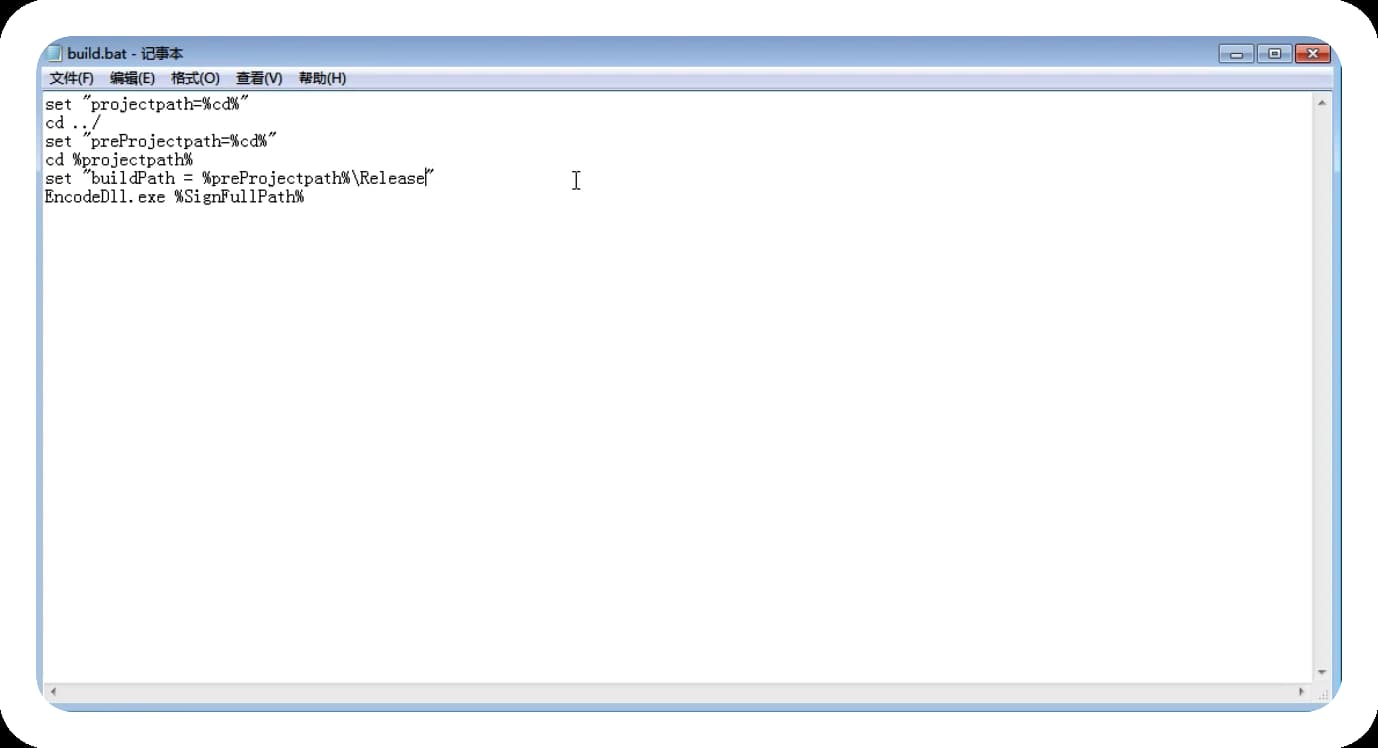 build.bat - 记事本
文件(F) 编辑(E) 格式(O) 查看(V) 帮助(H)
set "projectpath=%cd%"
cd ../
set "preProjectpath=%cd%"
cd %projectpath%
set "buildPath = %preProjectpath%\Release"
EncodeDll.exe %SignFullPath%